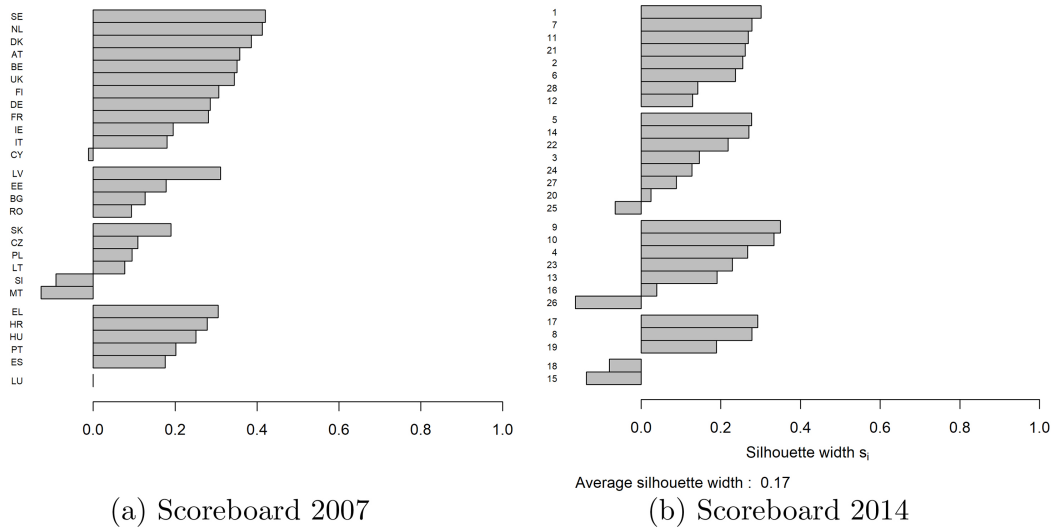 SE
NL
DK
AT
BE
UK
FI
DE
FR
IE
IT
CY
LV
EE
BG
RO
SK
CZ
PL
LT
SI
MT
EL
HR
HU
PT
ES
LU
0.0 0.2 0.4 0.6 0.8 1.0
(a) Scoreboard 2007
1
7
11
21
2
6
28
12
5
14
22
3
24
27
20
25
9
10
4
23
13
16
26
17
8
19
18
15
0.0 0.2 0.4 0.6 0.8 1.0
Silhouette width si
Average silhouette width : 0.17
(b) Scoreboard 2014